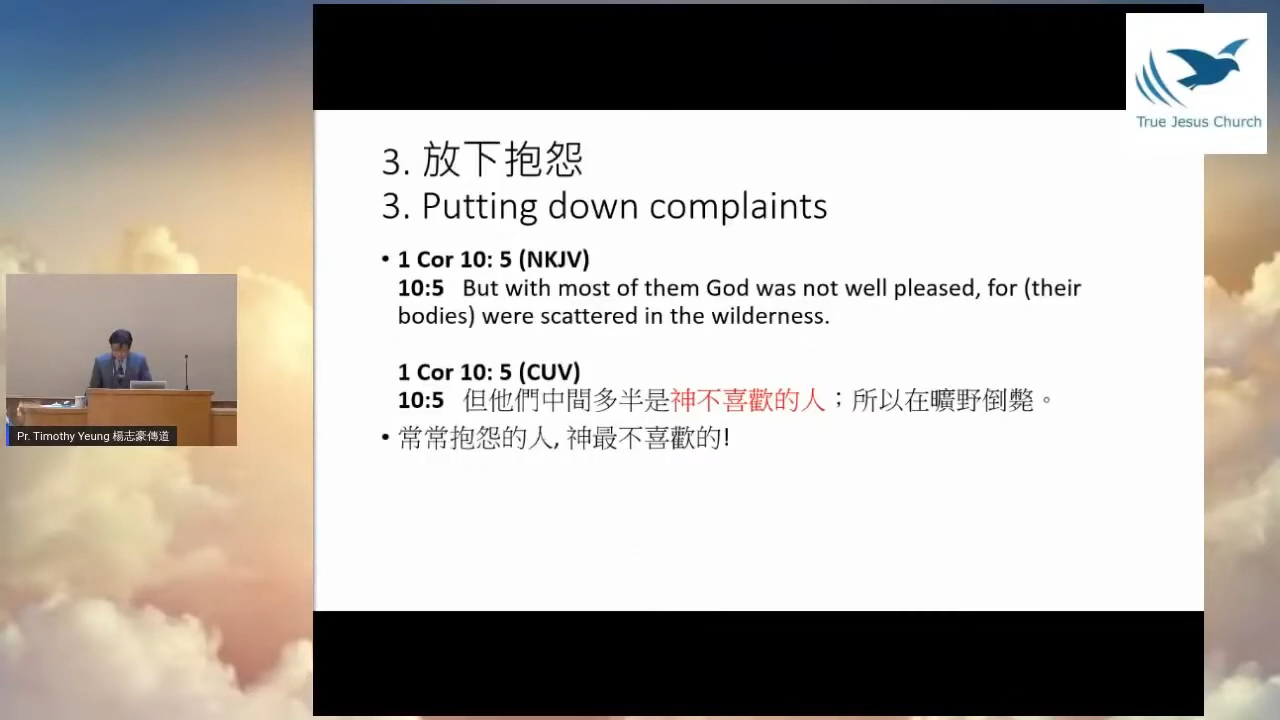 True Jesus Church
3. 放下抱怨
3. Putting down complaints
• 1 Cor 10: 5 (NKJV)
10:5 But with most of them God was not well pleased, for (their
bodies) were scattered in the wilderness.
1 Cor 10: 5 (CUV)
10:5 但他們中間多半是神不喜歡的人；所以在曠野倒斃。
• 常常抱怨的人, 神最不喜歡的!
Pr. Timothy Yeung 楊志豪傳道